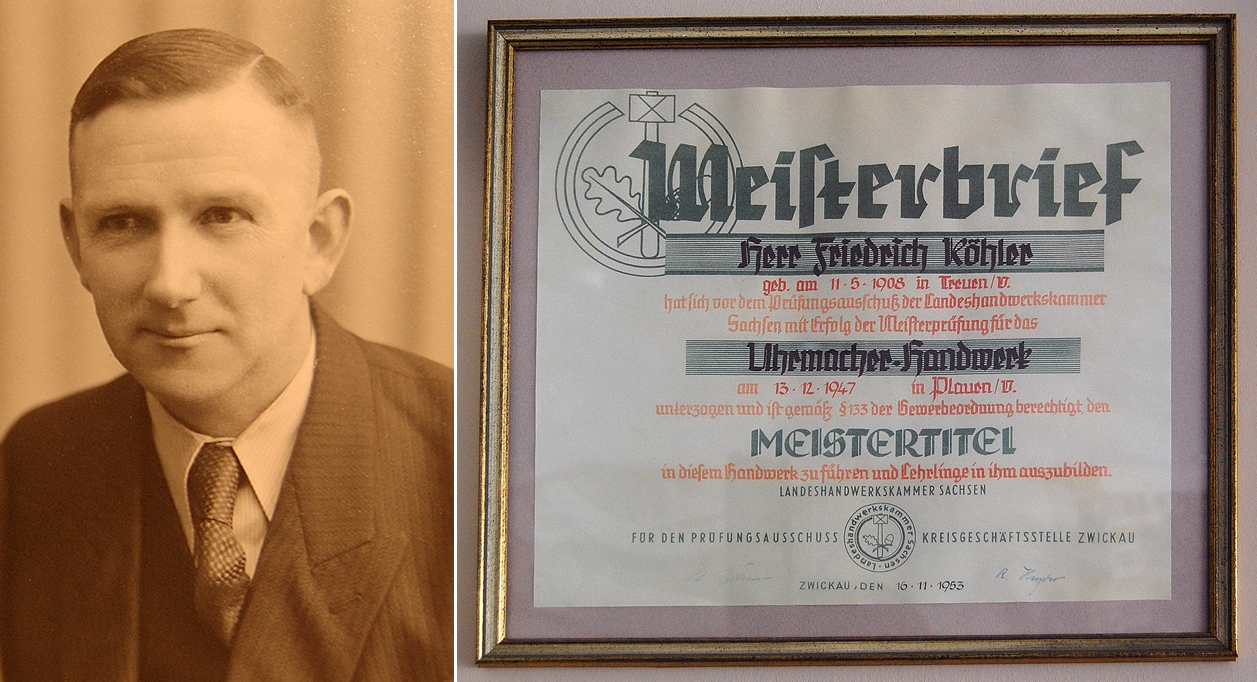 Meisterbrief
Herr Friedrich Köhler
geb. am 11·5·1908 in Treuen/V.
hat sich vor dem Prüfungsausschuß der Landeshandwerkskammer
Sachsen mit Erfolg der Meisterprüfung für das
Uhrmacher-Handwerk
am 13·12·1947 in Plauen/V.
unterzogen und ist gemäß §133 der Gewerbeordnung berechtigt, den
MEISTERTITEL
in diesem Handwerk zu führen und Lehrlinge in ihm auszubilden.
LANDESHANDWERKSKAMMER SACHSEN
FÜR DEN PRÜFUNGSAUSSCHUSS
Landeshandwerkskammer Sachsen
KREISGESCHÄFTSSTELLE ZWICKAU
ZWICKAU, DEN 16·11·1953